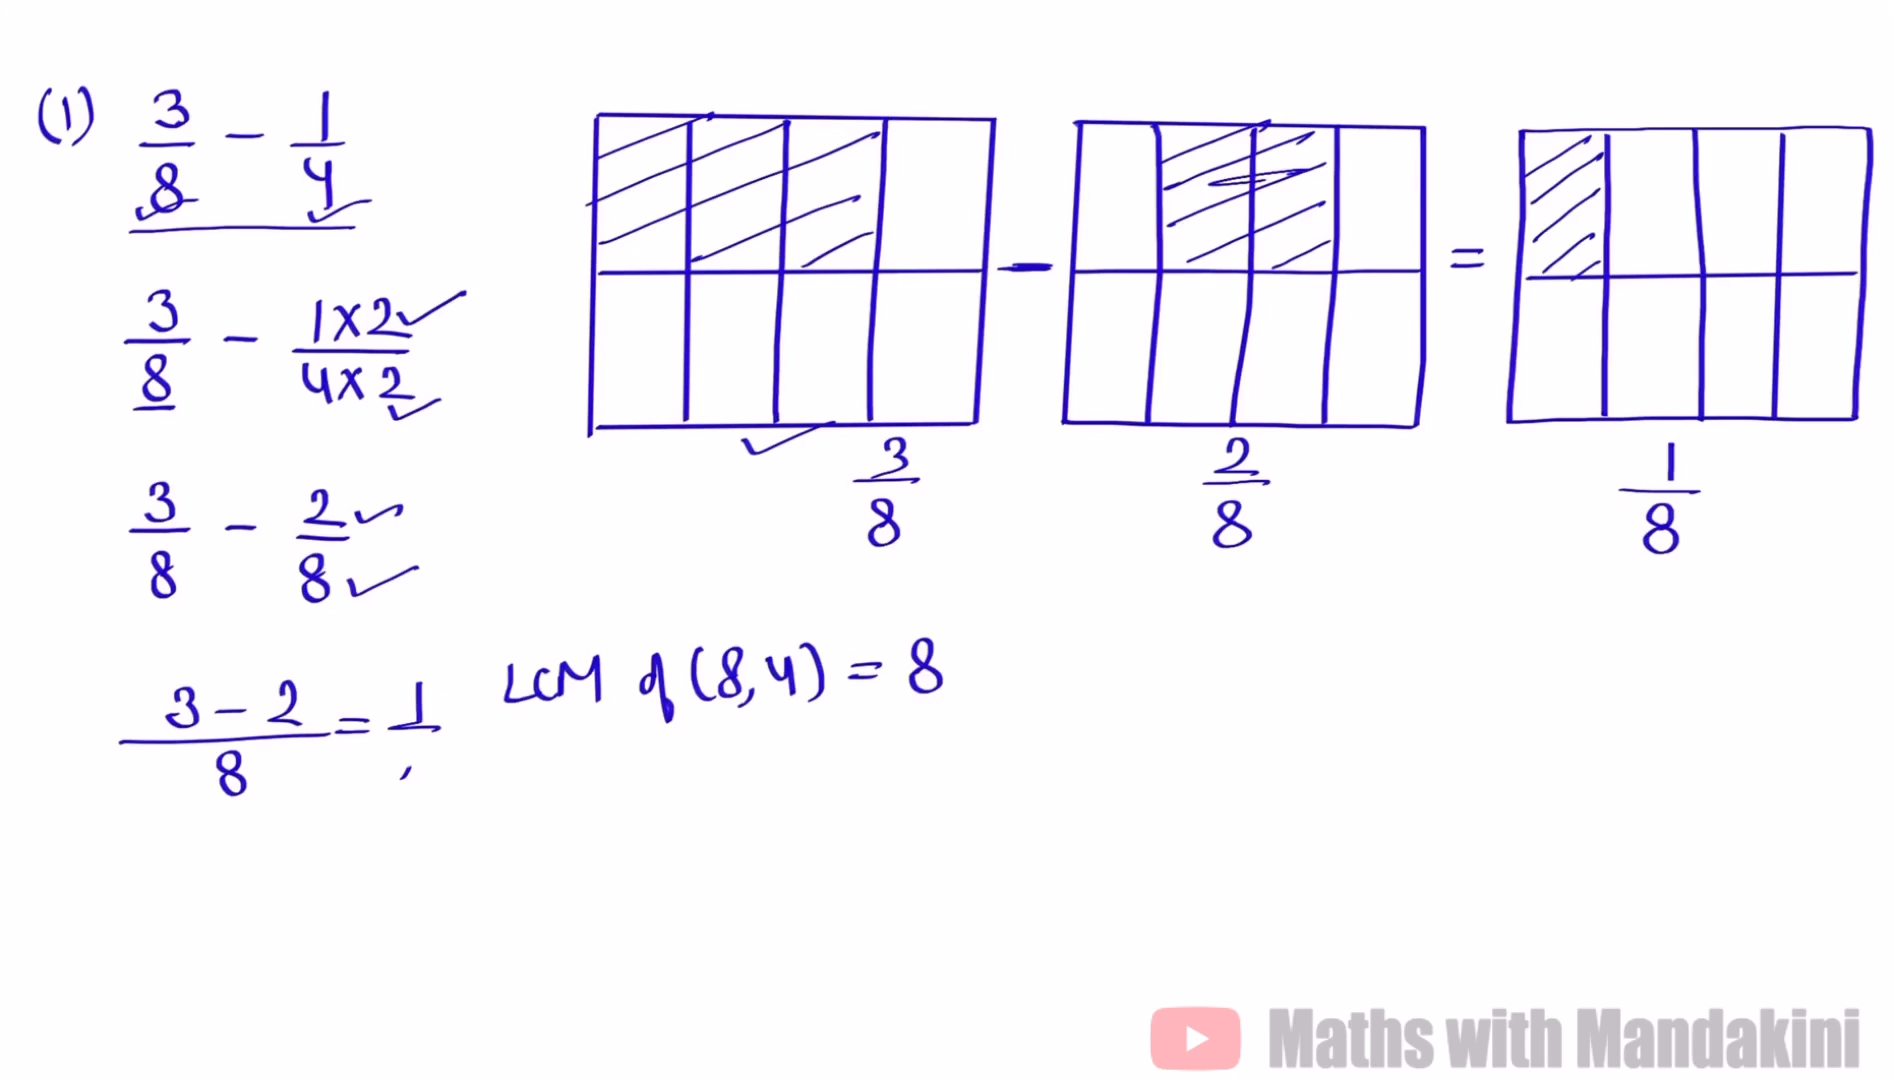 (1) 3/8 - 1/4
3/8 - 1×2/4×2
3/8 - 2/8
3-2/8 = 1/
LCM of (8,4) = 8
- =
3/8 2/8 1/8
Maths with Mandakini